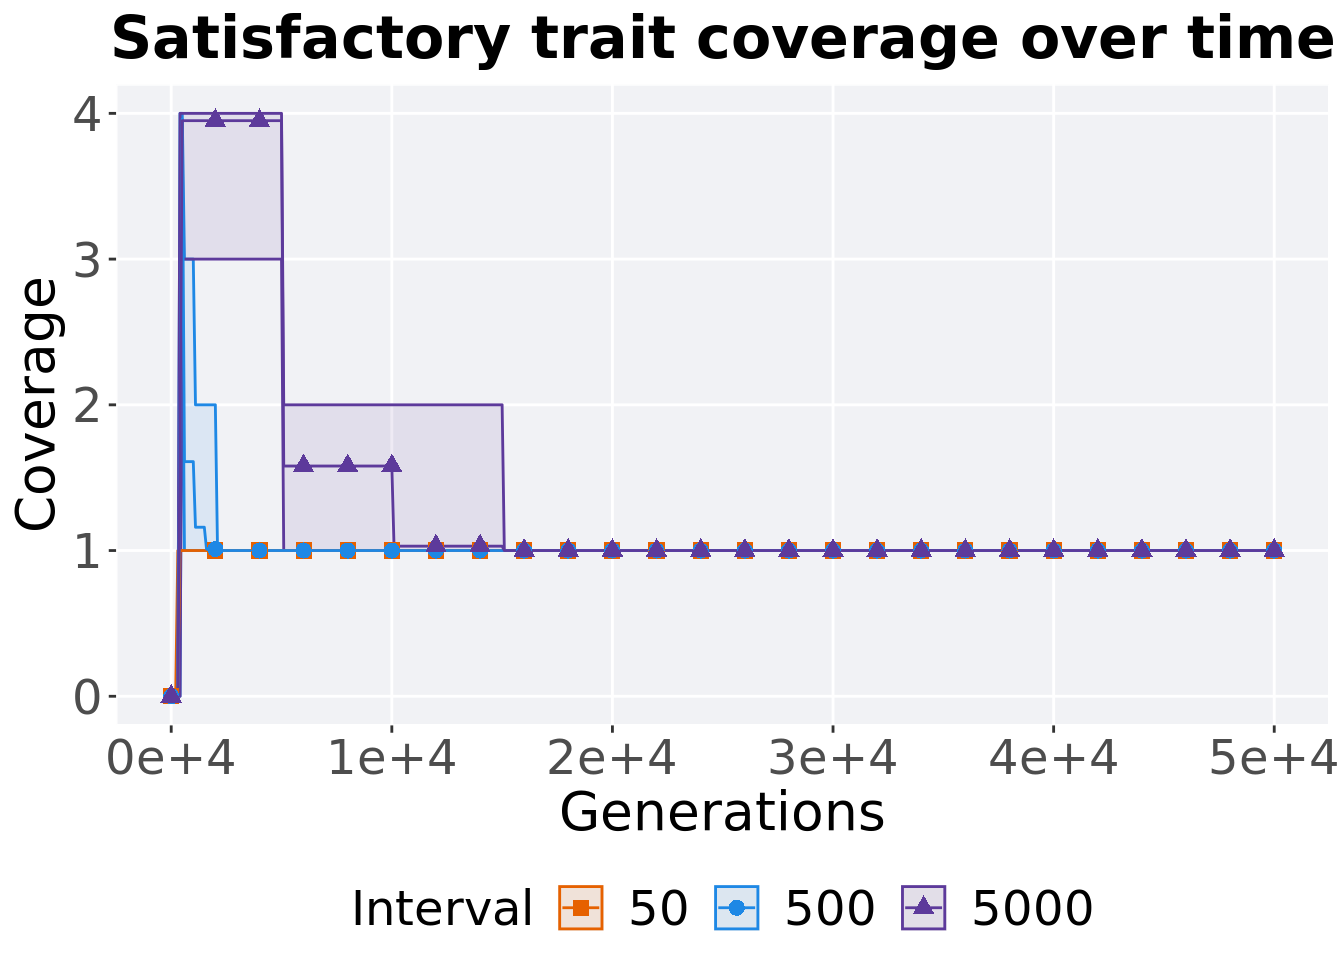 Satisfactory trait coverage over time
Coverage
4
3
2
1
0
0e+4 1e+4 2e+4 3e+4 4e+4 5e+4
Generations
Interval 50 500 5000